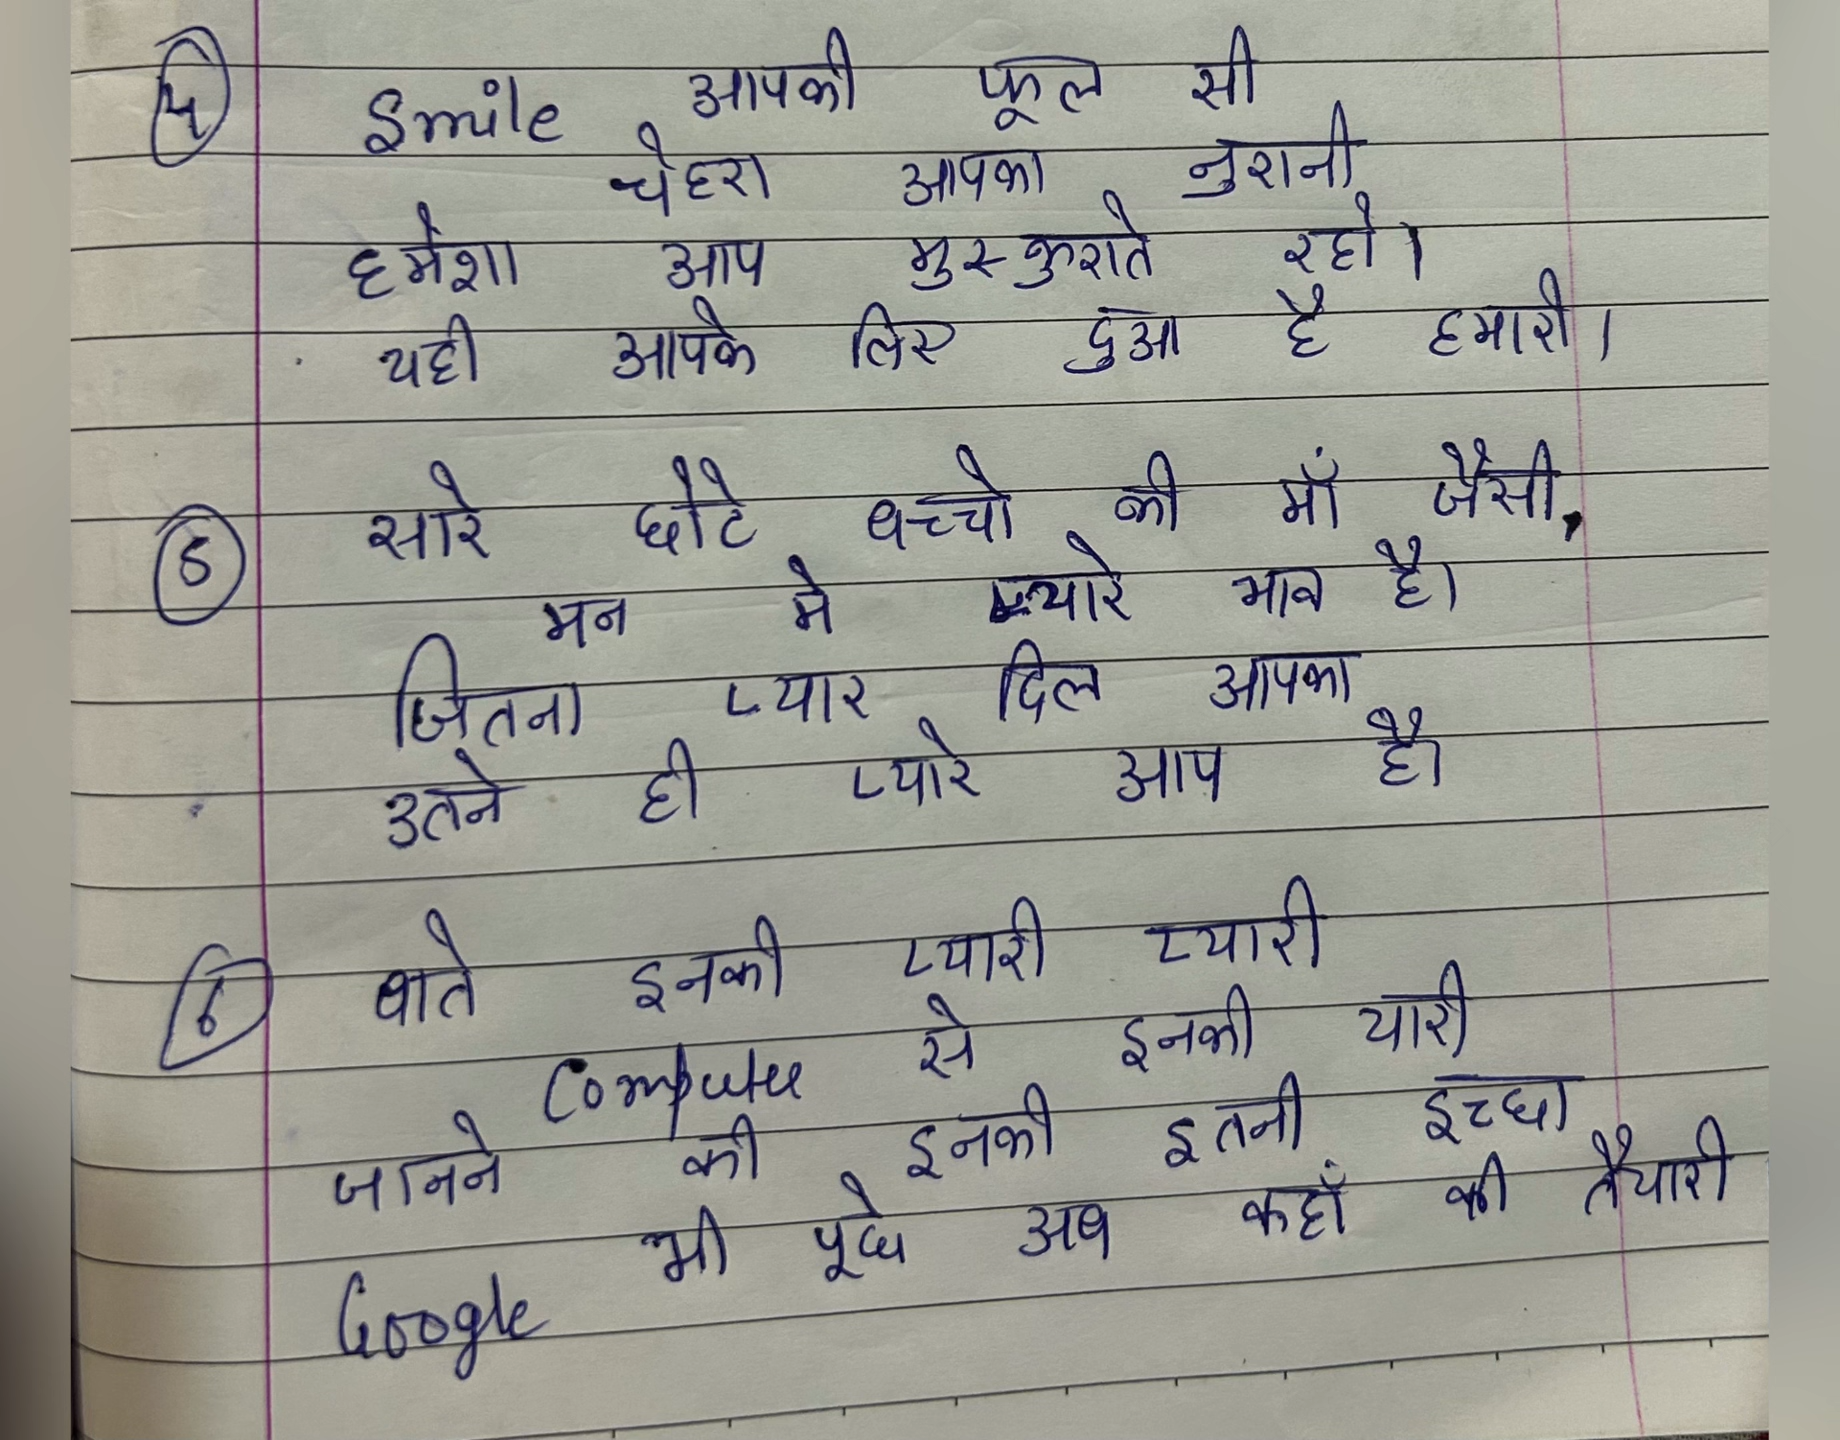 4 Smile आपकी फूल सी
चेहरा आपका नुरानी
हमेशा आप मुस्कुराते रहो।
यही आपके लिए दुआ है हमारी।
5 सारे छोटे बच्चो की माँ जैसी,
मन मे प्यारे भाव है।
जितना प्यार दिल आपका
उतने ही प्यारे आप है।
6 बाते इनकी प्यारी प्यारी
Computer से इनकी यारी
जानने की इनकी इतनी इच्छा
Google भी पूछे अब कहाँ की तैयारी